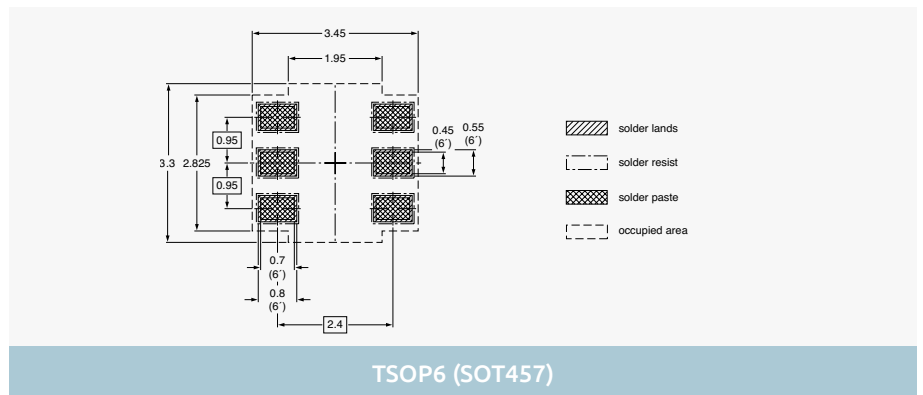 3.45
1.95
0.95
3.3 2.825
0.95
0.45
(6´)
0.55
(6´)
0.7
(6´)
0.8
(6´)
2.4
solder lands
solder resist
solder paste
occupied area
TSOP6 (SOT457)